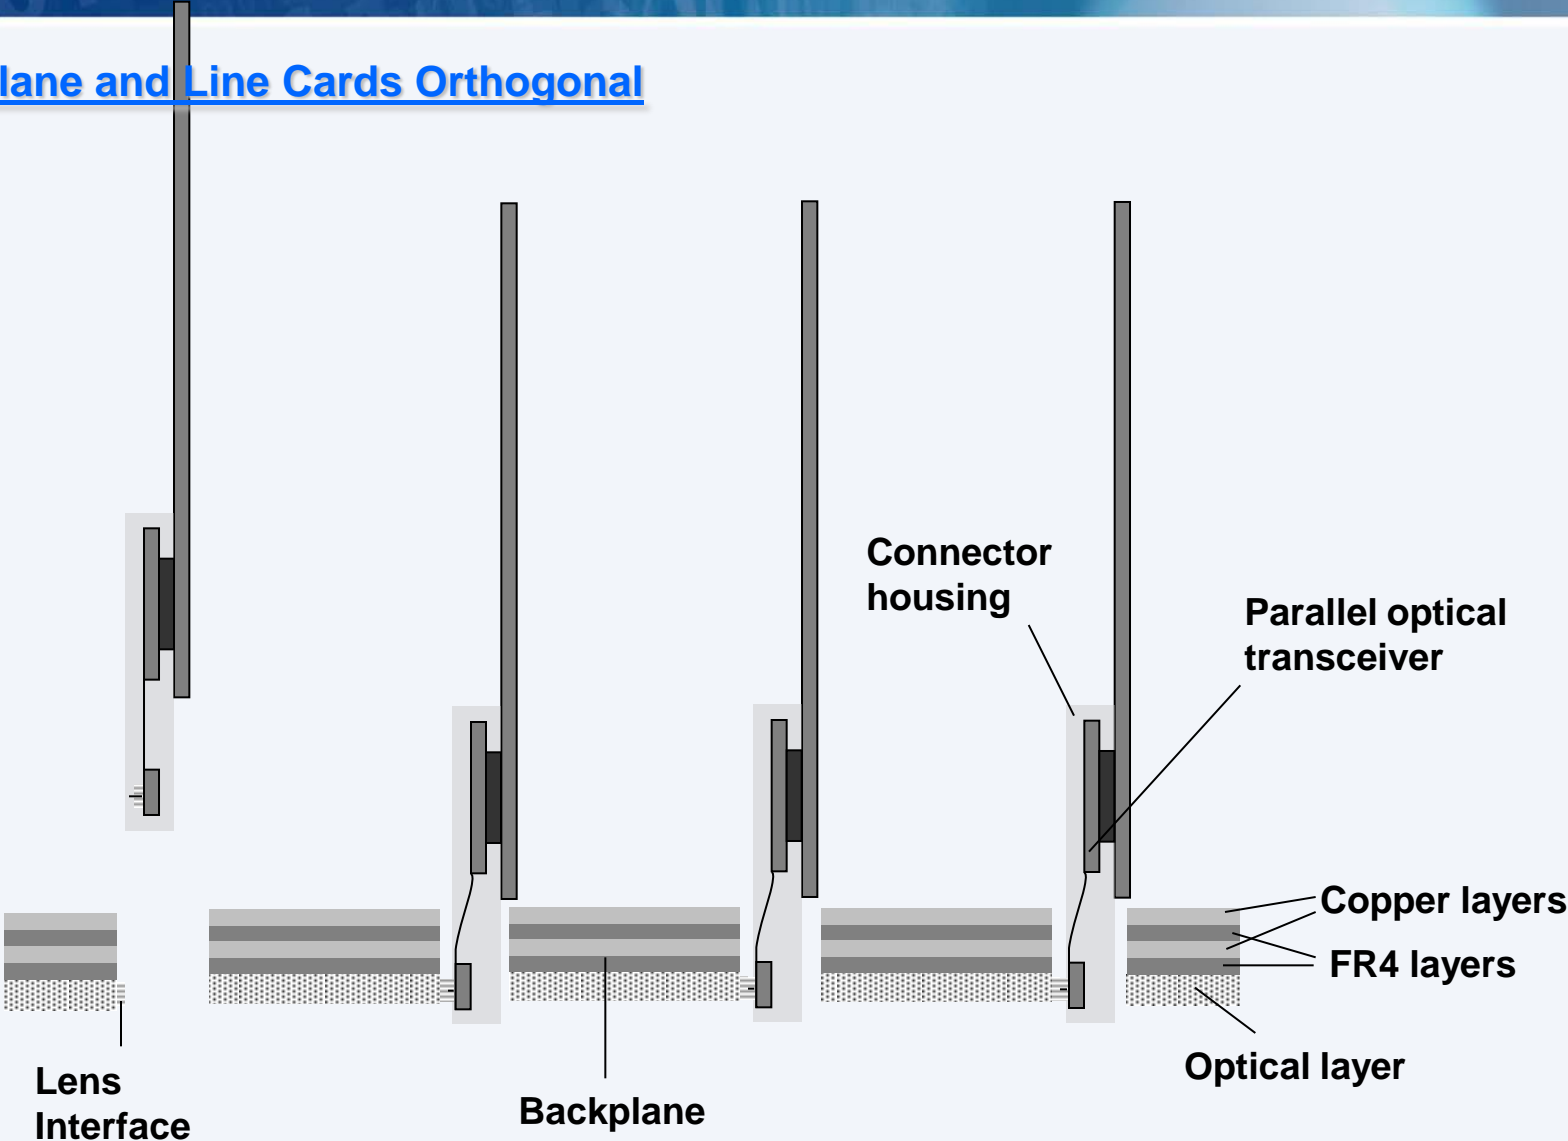 lane and Line Cards Orthogonal
Connector
housing
Parallel optical
transceiver
Copper layers
FR4 layers
Optical layer
Lens
Interface
Backplane